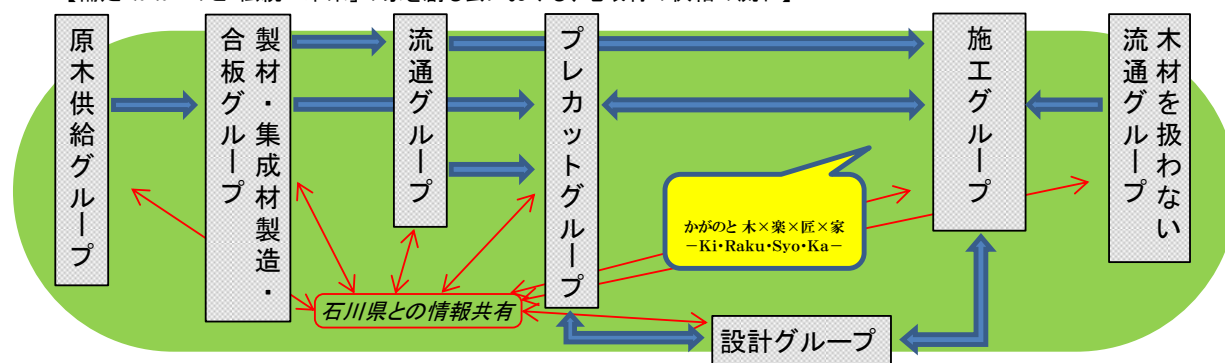 原木供給グループ
製材・集成材製造・
合板グループ
流通グループ
プレカットグループ
施工グループ
木材を扱わない
流通グループ
かがのと 木×楽×匠×家
－Ki・Raku・Syo・Ka－
石川県との情報共有
設計グループ